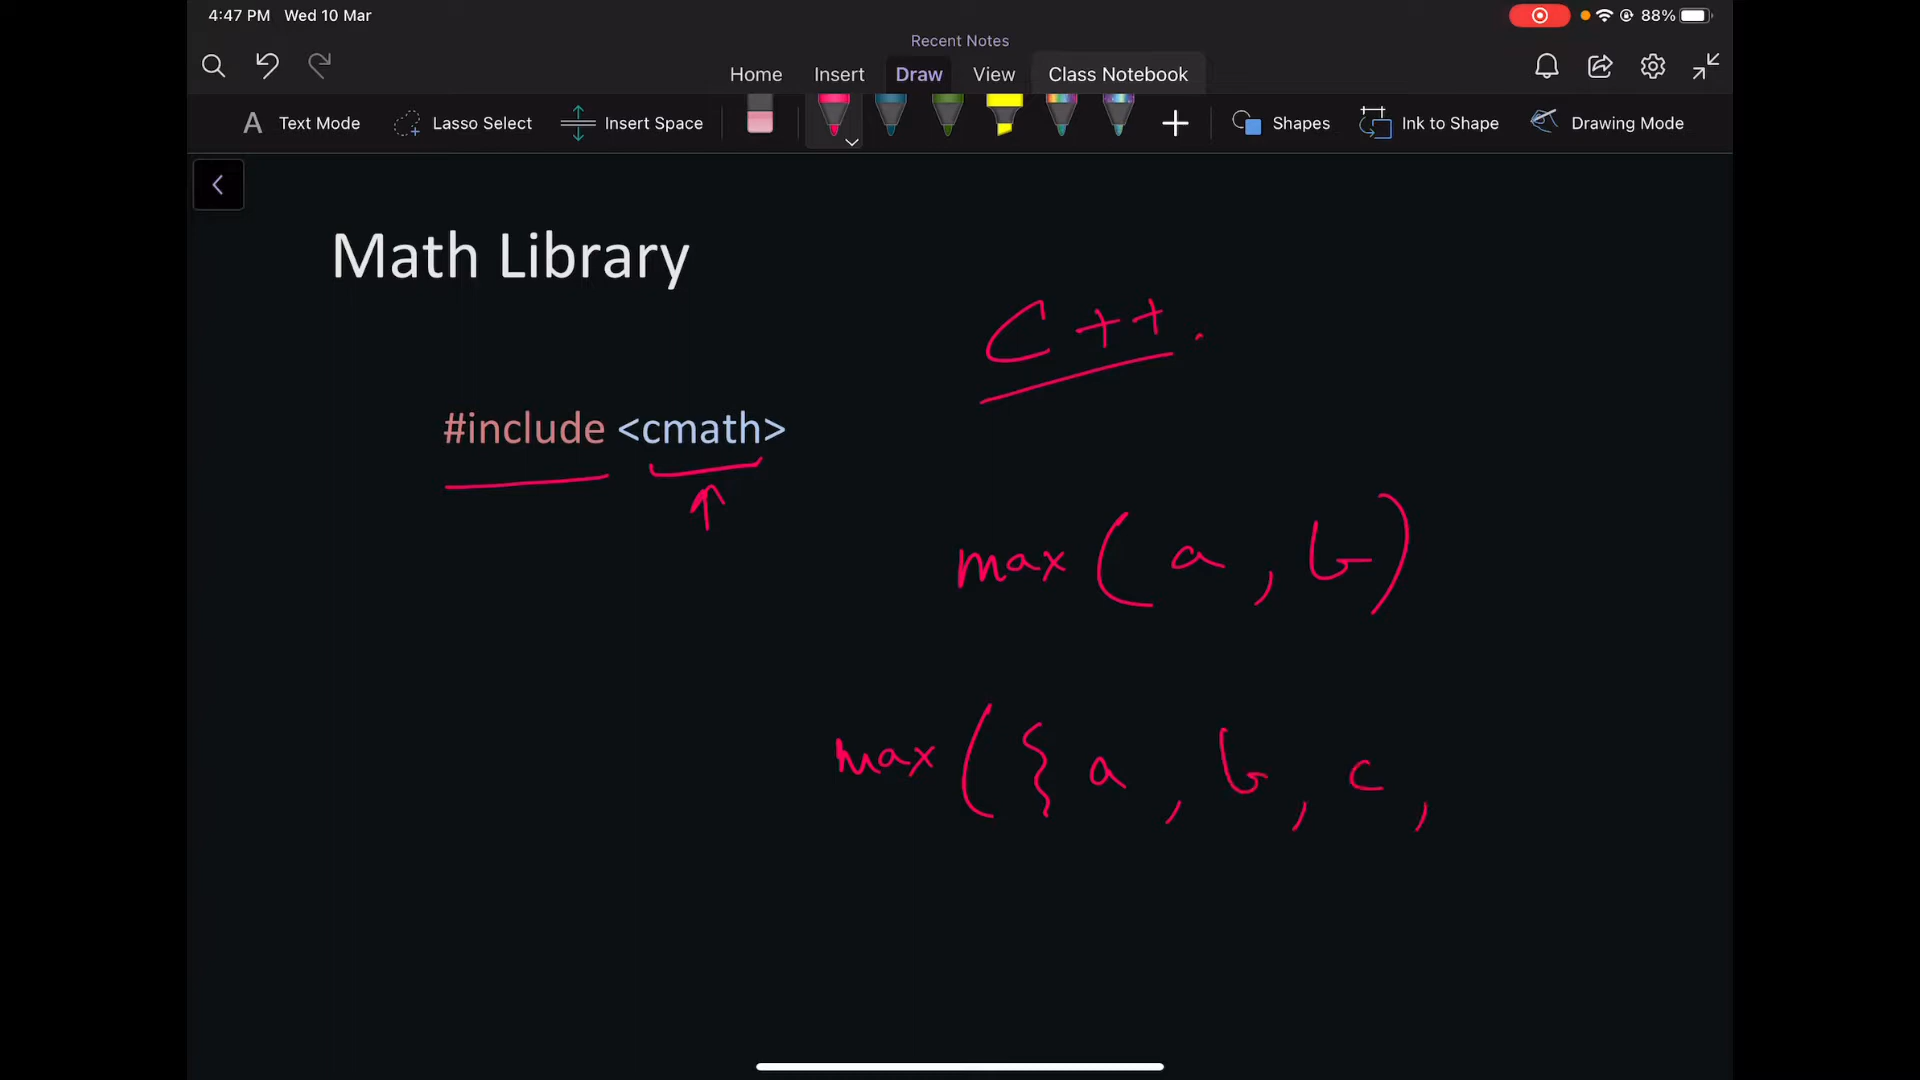 4:47 PM Wed 10 Mar
88%
Recent Notes
Home Insert Draw View Class Notebook
A Text Mode Lasso Select Insert Space Shapes Ink to Shape Drawing Mode
Math Library
C++.
#include <cmath>
max(a, b)
max({a, b, c,